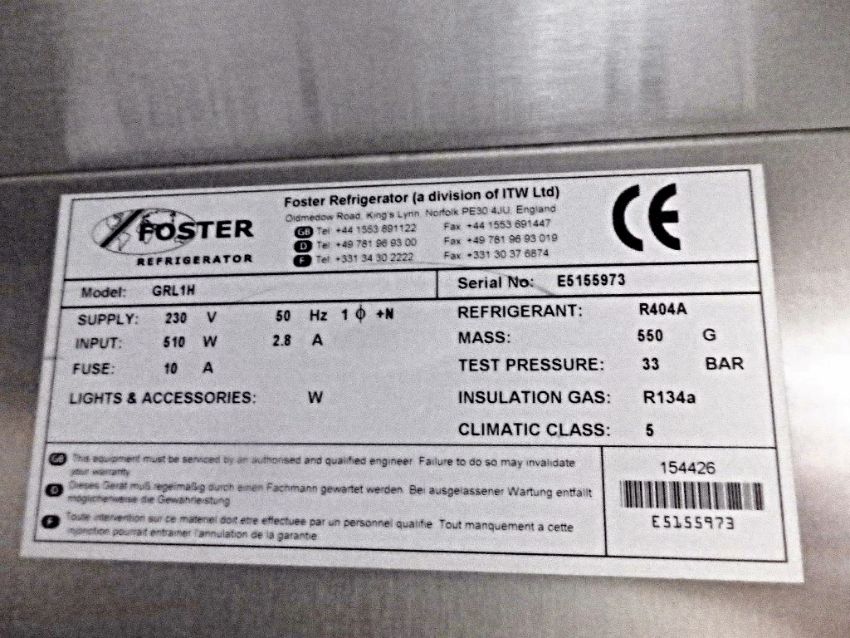 FOSTER
REFRIGERATOR
Foster Refrigerator (a division of ITW Ltd)
Oldmedow Road, King's Lynn, Norfolk PE30 4JU, England
GB Tel +44 1553 691122 Fax +44 1553 691447
D Tel +49 781 96 93 00 Fax +49 781 96 93 019
F Tel +331 34 30 2222 Fax +331 30 37 6874
CE
Model: GRL1H
Serial No: E5155973
SUPPLY: 230 V 50 Hz 1 ϕ +N
INPUT: 510 W 2.8 A
FUSE: 10 A
LIGHTS & ACCESSORIES: W
REFRIGERANT: R404A
MASS: 550 G
TEST PRESSURE: 33 BAR
INSULATION GAS: R134a
CLIMATIC CLASS: 5
GB This equipment must be serviced by an authorised and qualified engineer. Failure to do so may invalidate
your warranty
D Dieses Gerät muß regelmäßig durch einen Fachmann gewartet werden. Bei ausgelassener Wartung entfallt
möglicherweise die Gewährleistung
F Toute intervention sur ce materiel doit etre effectuee par un personnel qualifie. Tout manquement a cette
injonction pourrait entrainer l'annulation de la garantie.
154426
E5155973